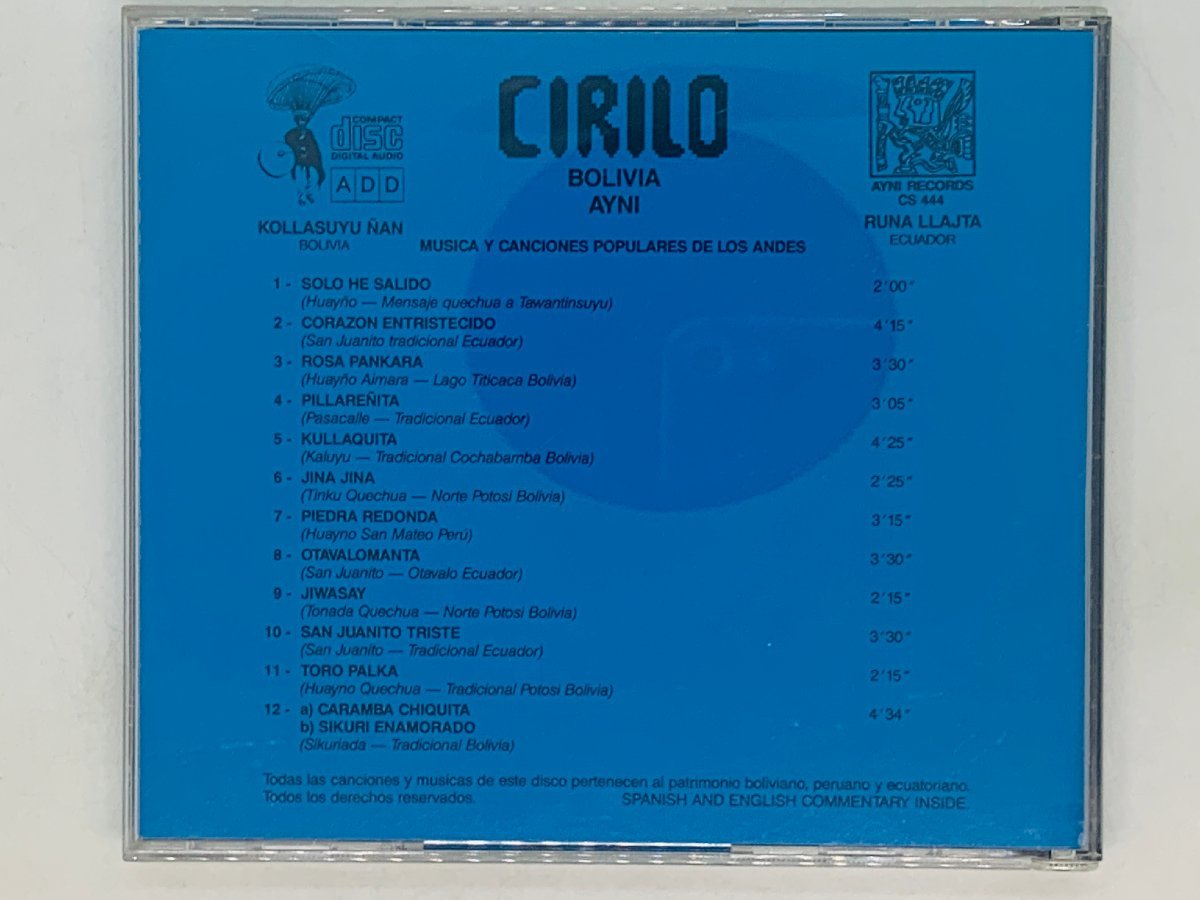 CIRILO
BOLIVIA
AYNI
COMPACT
disc
DIGITAL AUDIO
ADD
KOLLASUYU ÑAN
BOLIVIA
AYNI RECORDS
CS 444
RUNA LLAJTA
ECUADOR
MUSICA Y CANCIONES POPULARES DE LOS ANDES
1 - SOLO HE SALIDO 2'00"
(Huayño — Mensaje quechua a Tawantinsuyu)
2 - CORAZON ENTRISTECIDO 4'15"
(San Juanito tradicional Ecuador)
3 - ROSA PANKARA 3'30"
(Huayño Aimara — Lago Titicaca Bolivia)
4 - PILLAREÑITA 3'05"
(Pasacalle — Tradicional Ecuador)
5 - KULLAQUITA 4'25"
(Kaluyu — Tradicional Cochabamba Bolivia)
6 - JINA JINA 2'25"
(Tinku Quechua — Norte Potosi Bolivia)
7 - PIEDRA REDONDA 3'15"
(Huayno San Mateo Perú)
8 - OTAVALOMANTA 3'30"
(San Juanito — Otavalo Ecuador)
9 - JIWASAY 2'15"
(Tonada Quechua — Norte Potosi Bolivia)
10 - SAN JUANITO TRISTE 3'30"
(San Juanito — Tradicional Ecuador)
11 - TORO PALKA 2'15"
(Huayno Quechua — Tradicional Potosi Bolivia)
12 - a) CARAMBA CHIQUITA 4'34"
b) SIKURI ENAMORADO
(Sikuriada — Tradicional Bolivia)
Todas las canciones y musicas de este disco pertenecen al patrimonio boliviano, peruano y ecuatoriano.
Todos los derechos reservados. SPANISH AND ENGLISH COMMENTARY INSIDE.